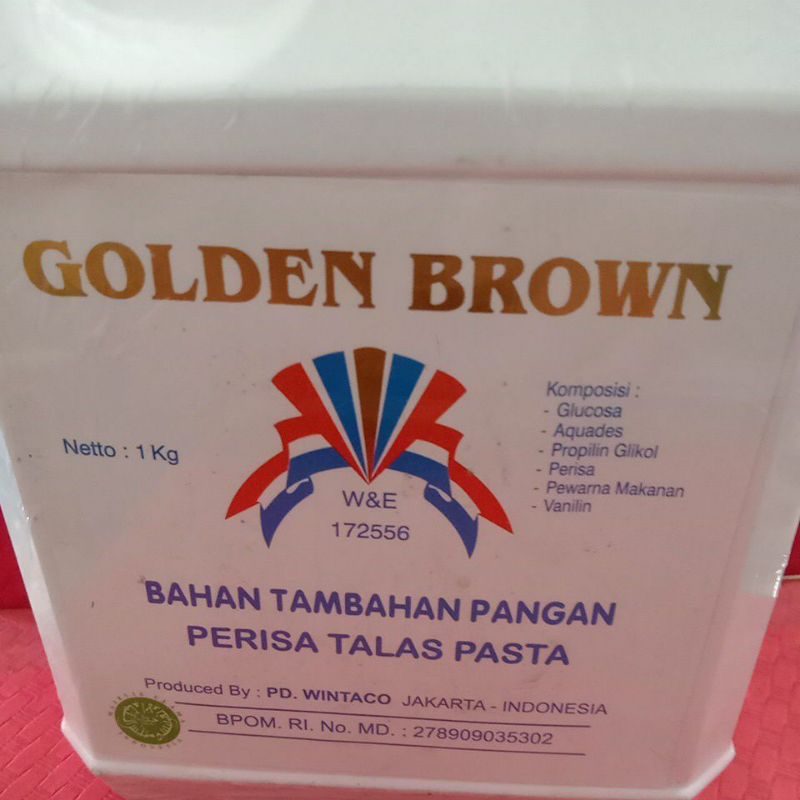 GOLDEN BROWN
Netto : 1 Kg
Komposisi :
- Glucosa
- Aquades
- Propilin Glikol
- Perisa
- Pewarna Makanan
- Vanilin
W&E
172556
BAHAN TAMBAHAN PANGAN
PERISA TALAS PASTA
Produced By : PD. WINTACO JAKARTA - INDONESIA
BPOM. RI. No. MD. : 278909035302